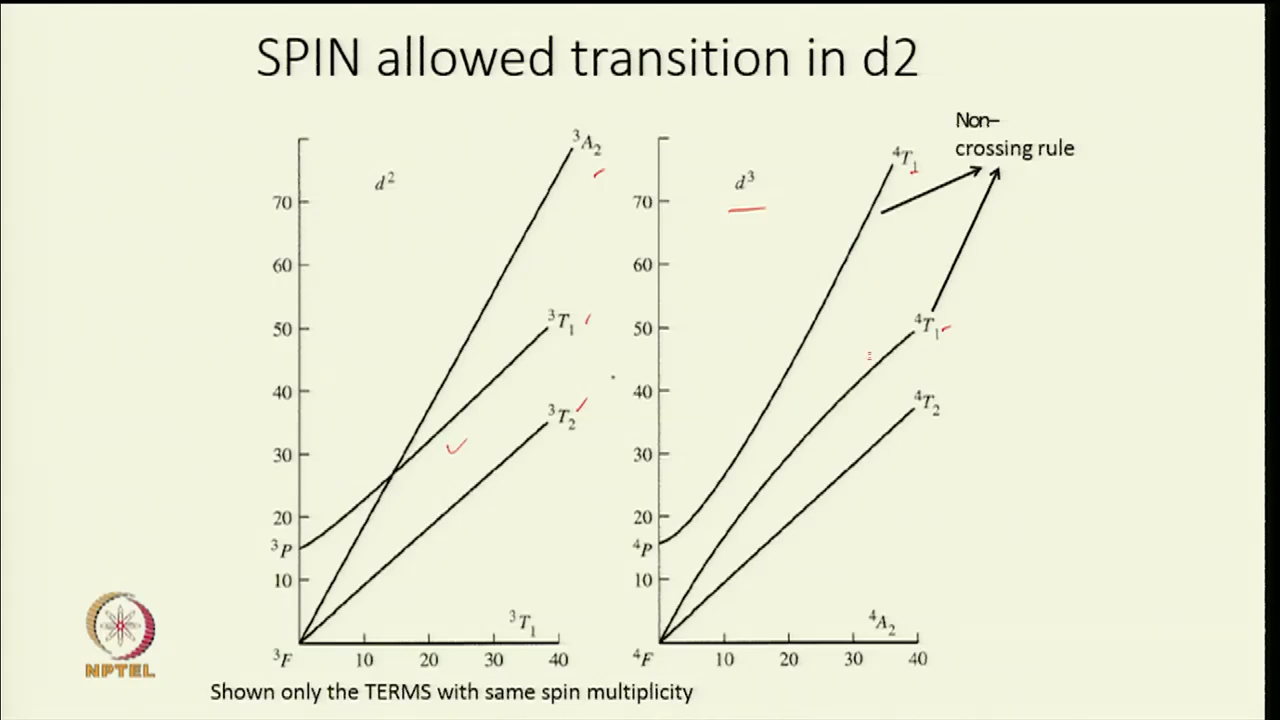 SPIN allowed transition in d2
Non-
crossing rule
d²
³A₂
70
60
50
40
30
20
³P
10
³T₁
³T₂
³T₁
³F
10 20 30 40
d³
⁴T₁
70
60
50
40
30
20
⁴P
10
⁴T₁
⁴T₂
⁴A₂
⁴F
10 20 30 40
NPTEL
Shown only the TERMS with same spin multiplicity